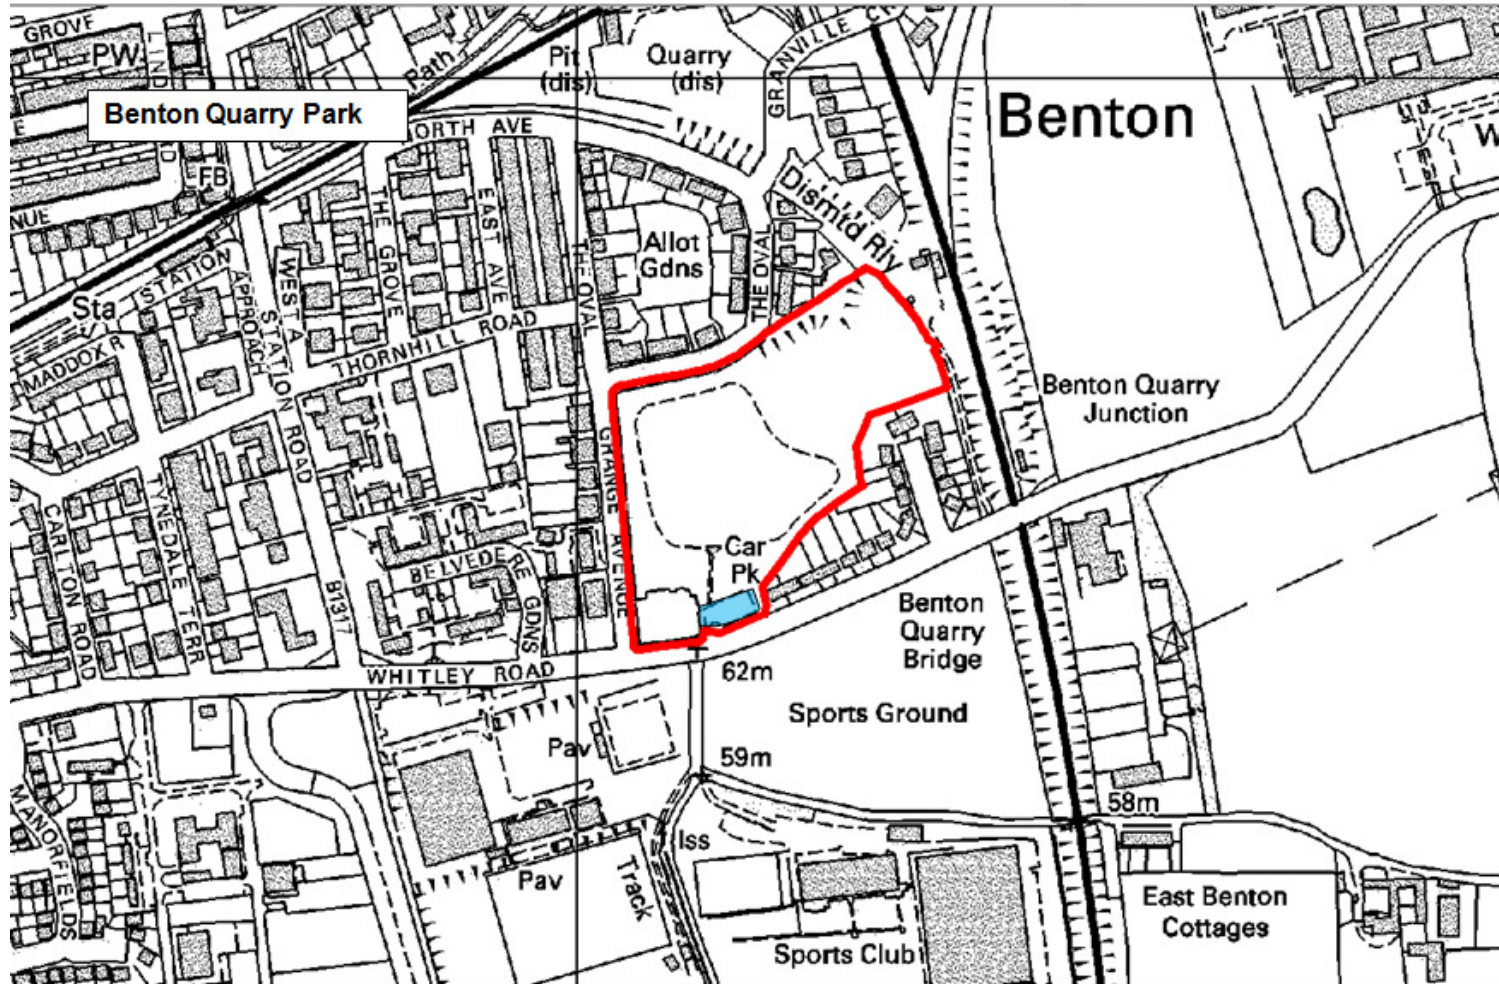 GROVE
PW
LIND
Path
Pit
(dis)
Quarry
(dis)
GRANVILLE
Benton
Benton Quarry Park
NORTH AVE
FB
THE GROVE
EAST AVE
Dismtd Rly
Allot
Gdns
THE OVAL
THE OVAL
STATION
APPROACH
WEST A
Sta
MADDOX R
STATION ROAD
THORNHILL ROAD
Benton Quarry
Junction
GRANGE AVENUE
CARLTON ROAD
TYNEDALE TERR
B1317
BELVEDERE GDNS
Car
Pk
Benton
Quarry
Bridge
WHITLEY ROAD
62m
Sports Ground
Pav
59m
58m
MANORFIELDS
Iss
Pav
Track
East Benton
Cottages
Sports Club